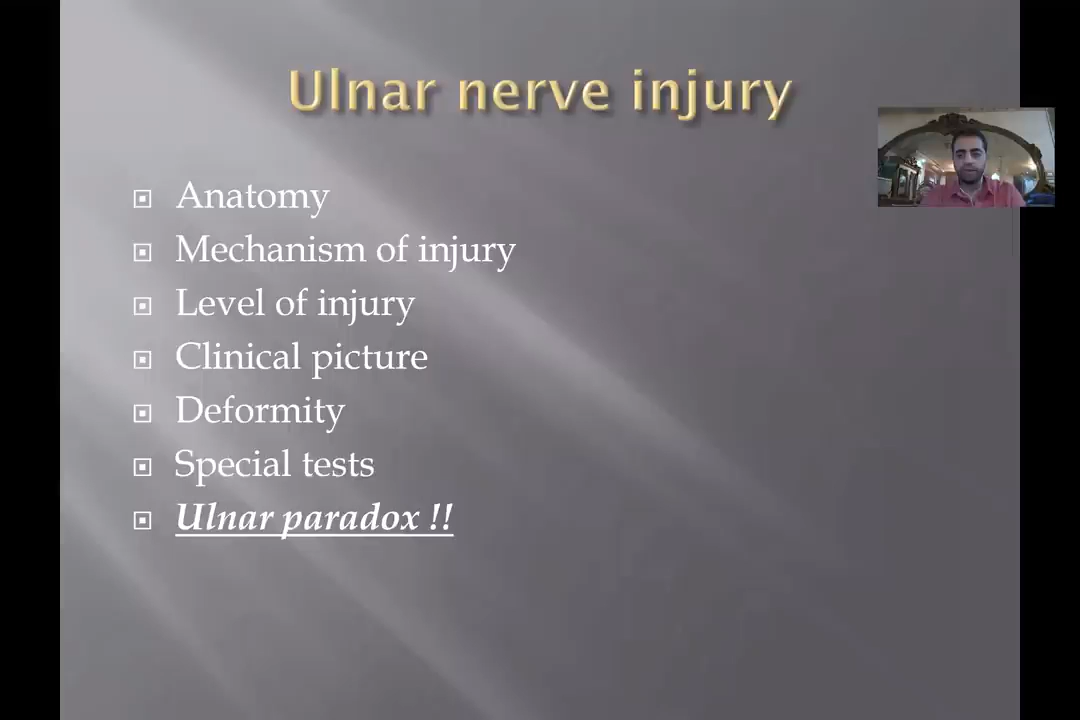 Ulnar nerve injury
Anatomy
Mechanism of injury
Level of injury
Clinical picture
Deformity
Special tests
Ulnar paradox !!